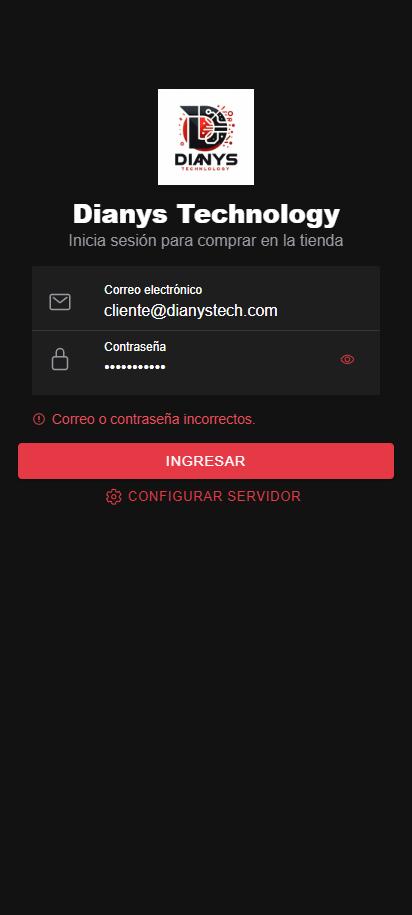 DIANYS
TECHNLOLOGY
Dianys Technology
Inicia sesión para comprar en la tienda
Correo electrónico
cliente@dianystech.com
Contraseña
•••••••••••
Correo o contraseña incorrectos.
INGRESAR
CONFIGURAR SERVIDOR